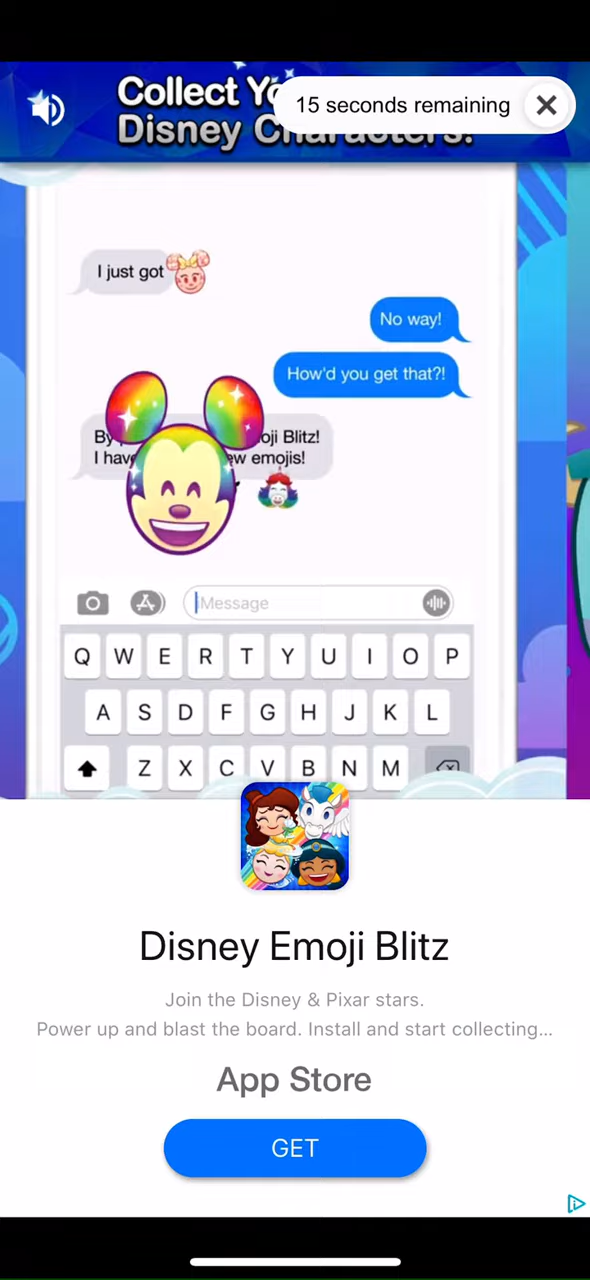 Collect Yo
15 seconds remaining
Disney Characters!
I just got
No way!
How'd you get that?!
By oji Blitz!
I have ew emojis!
Message
Q W E R T Y U I O P
A S D F G H J K L
Z X C V B N M
Disney Emoji Blitz
Join the Disney & Pixar stars.
Power up and blast the board. Install and start collecting...
App Store
GET